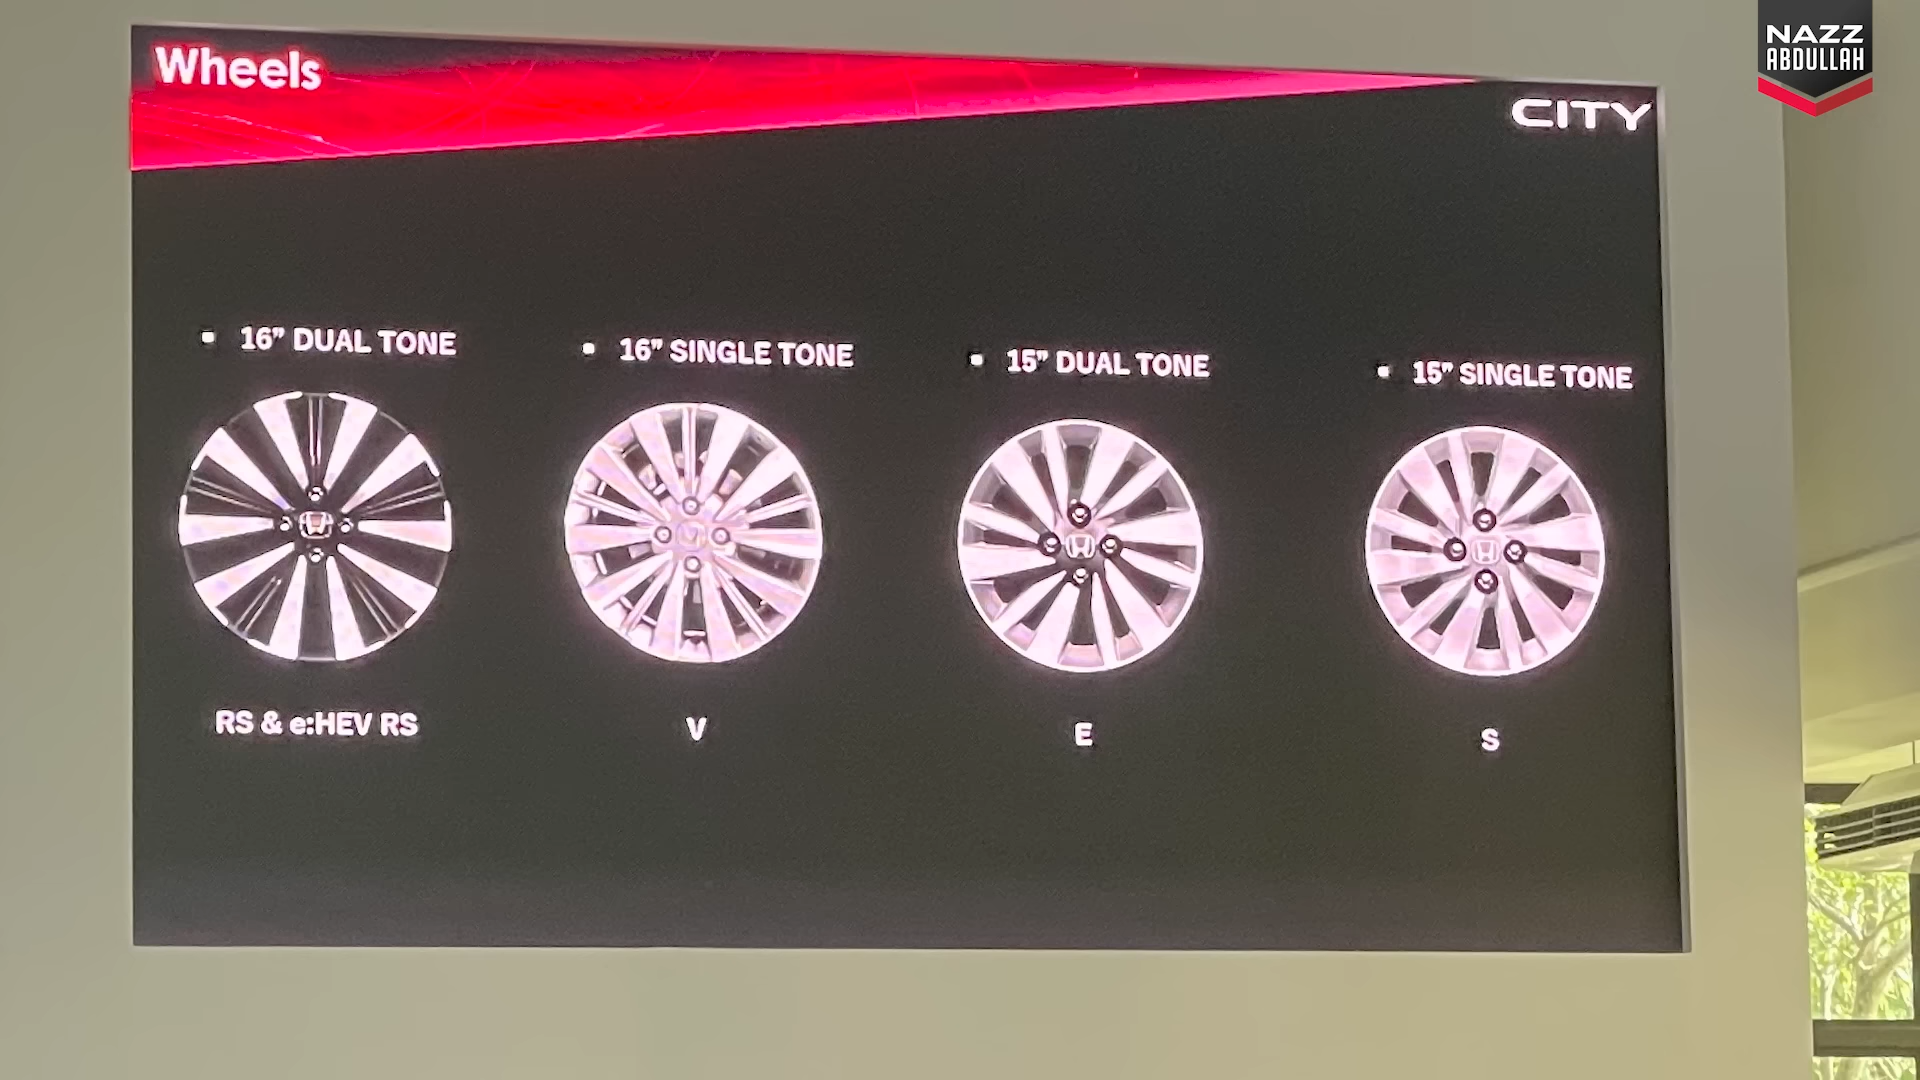 NAZZ
ABDULLAH
Wheels
CITY
▪ 16” DUAL TONE
▪ 16” SINGLE TONE
▪ 15” DUAL TONE
▪ 15” SINGLE TONE
RS & e:HEV RS
V
E
S